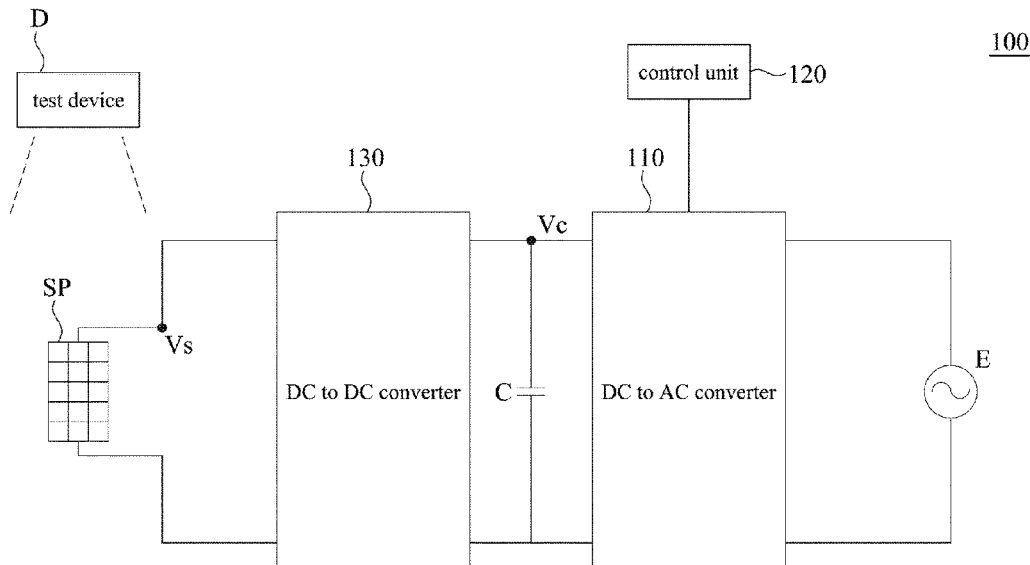 D
100
test device
control unit
120
130
110
Vc
SP
Vs
DC to DC converter
C
DC to AC converter
E